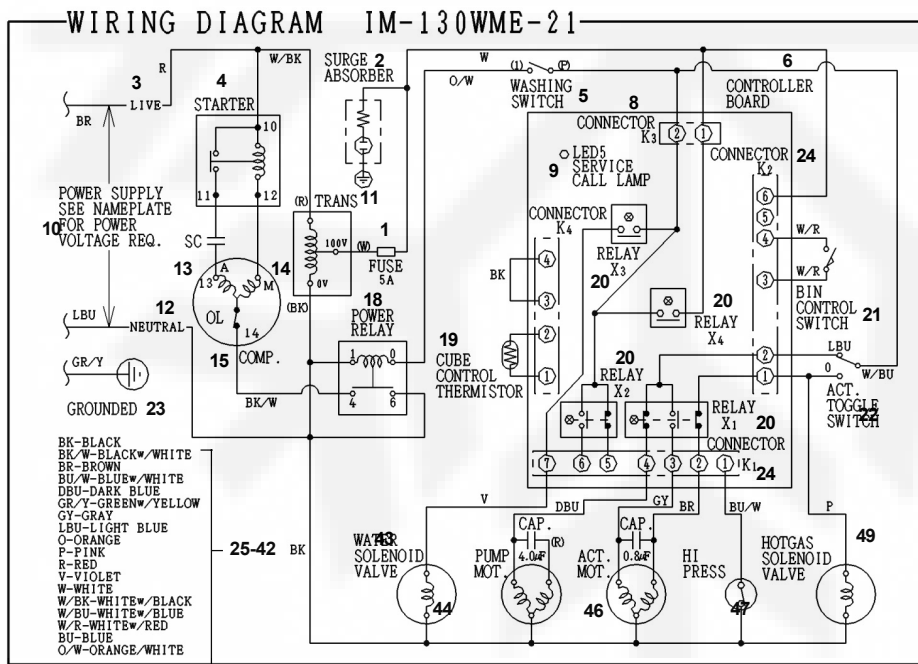 WIRING DIAGRAM IM-130WME-21
3
R
4
W/BK
SURGE 2
ABSORBER
W
O/W
(1)
(P)
WASHING
SWITCH
5
6
CONTROLLER
BOARD
LIVE
BR
STARTER
10
11
12
8
CONNECTOR
K3
2
1
9
LED5
SERVICE
CALL LAMP
CONNECTOR
K2
24
6
5
4
3
2
1
POWER SUPPLY
SEE NAMEPLATE
FOR POWER
VOLTAGE REQ.
10
SC
13
A
13
14
M
OL
14
15
COMP.
(R)
TRANS
11
100V
(W)
1
FUSE
5A
0V
(BK)
CONNECTOR
K4
4
3
2
1
BK
RELAY
X3
20
RELAY
X4
20
W/R
W/R
BIN
CONTROL
SWITCH
21
LBU
12
NEUTRAL
18
POWER
RELAY
1
0
4
6
BK/W
19
CUBE
CONTROL
THERMISTOR
20
RELAY
X2
RELAY
X1
20
LBU
0
W/BU
ACT.
TOGGLE
SWITCH
22
GR/Y
GROUNDED 23
CONNECTOR
K1
24
7
6
5
4
3
2
1
BK-BLACK
BK/W-BLACKw/WHITE
BR-BROWN
BU/W-BLUEw/WHITE
DBU-DARK BLUE
GR/Y-GREENw/YELLOW
GY-GRAY
LBU-LIGHT BLUE
O-ORANGE
P-PINK
R-RED
V-VIOLET
W-WHITE
W/BK-WHITEw/BLACK
W/BU-WHITEw/BLUE
W/R-WHITEw/RED
BU-BLUE
O/W-ORANGE/WHITE
25-42
BK
V
DBU
GY
BR
BU/W
P
WATER
SOLENOID
VALVE
43
44
CAP.
4.0μF
(R)
PUMP
MOT.
CAP.
0.8μF
ACT.
MOT.
46
HI
PRESS
47
HOTGAS
SOLENOID
VALVE
49